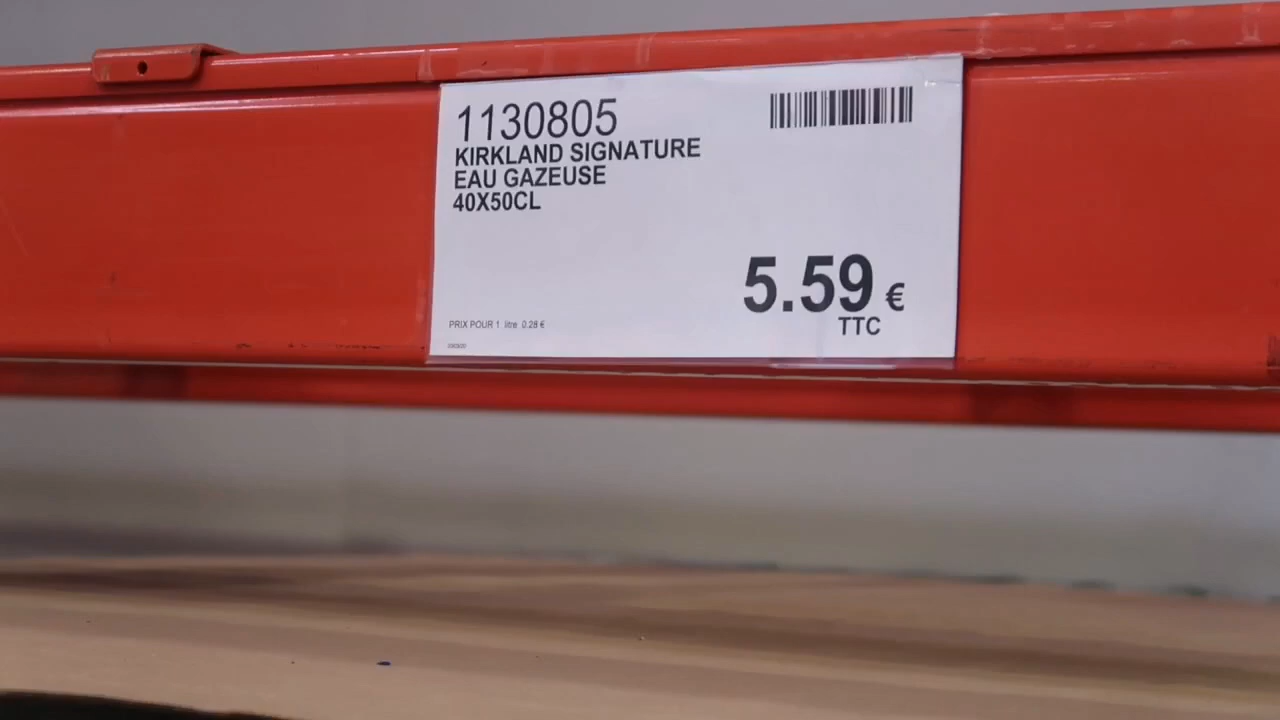 1130805
KIRKLAND SIGNATURE
EAU GAZEUSE
40X50CL
5.59 €
TTC
PRIX POUR 1 litre 0.28 €